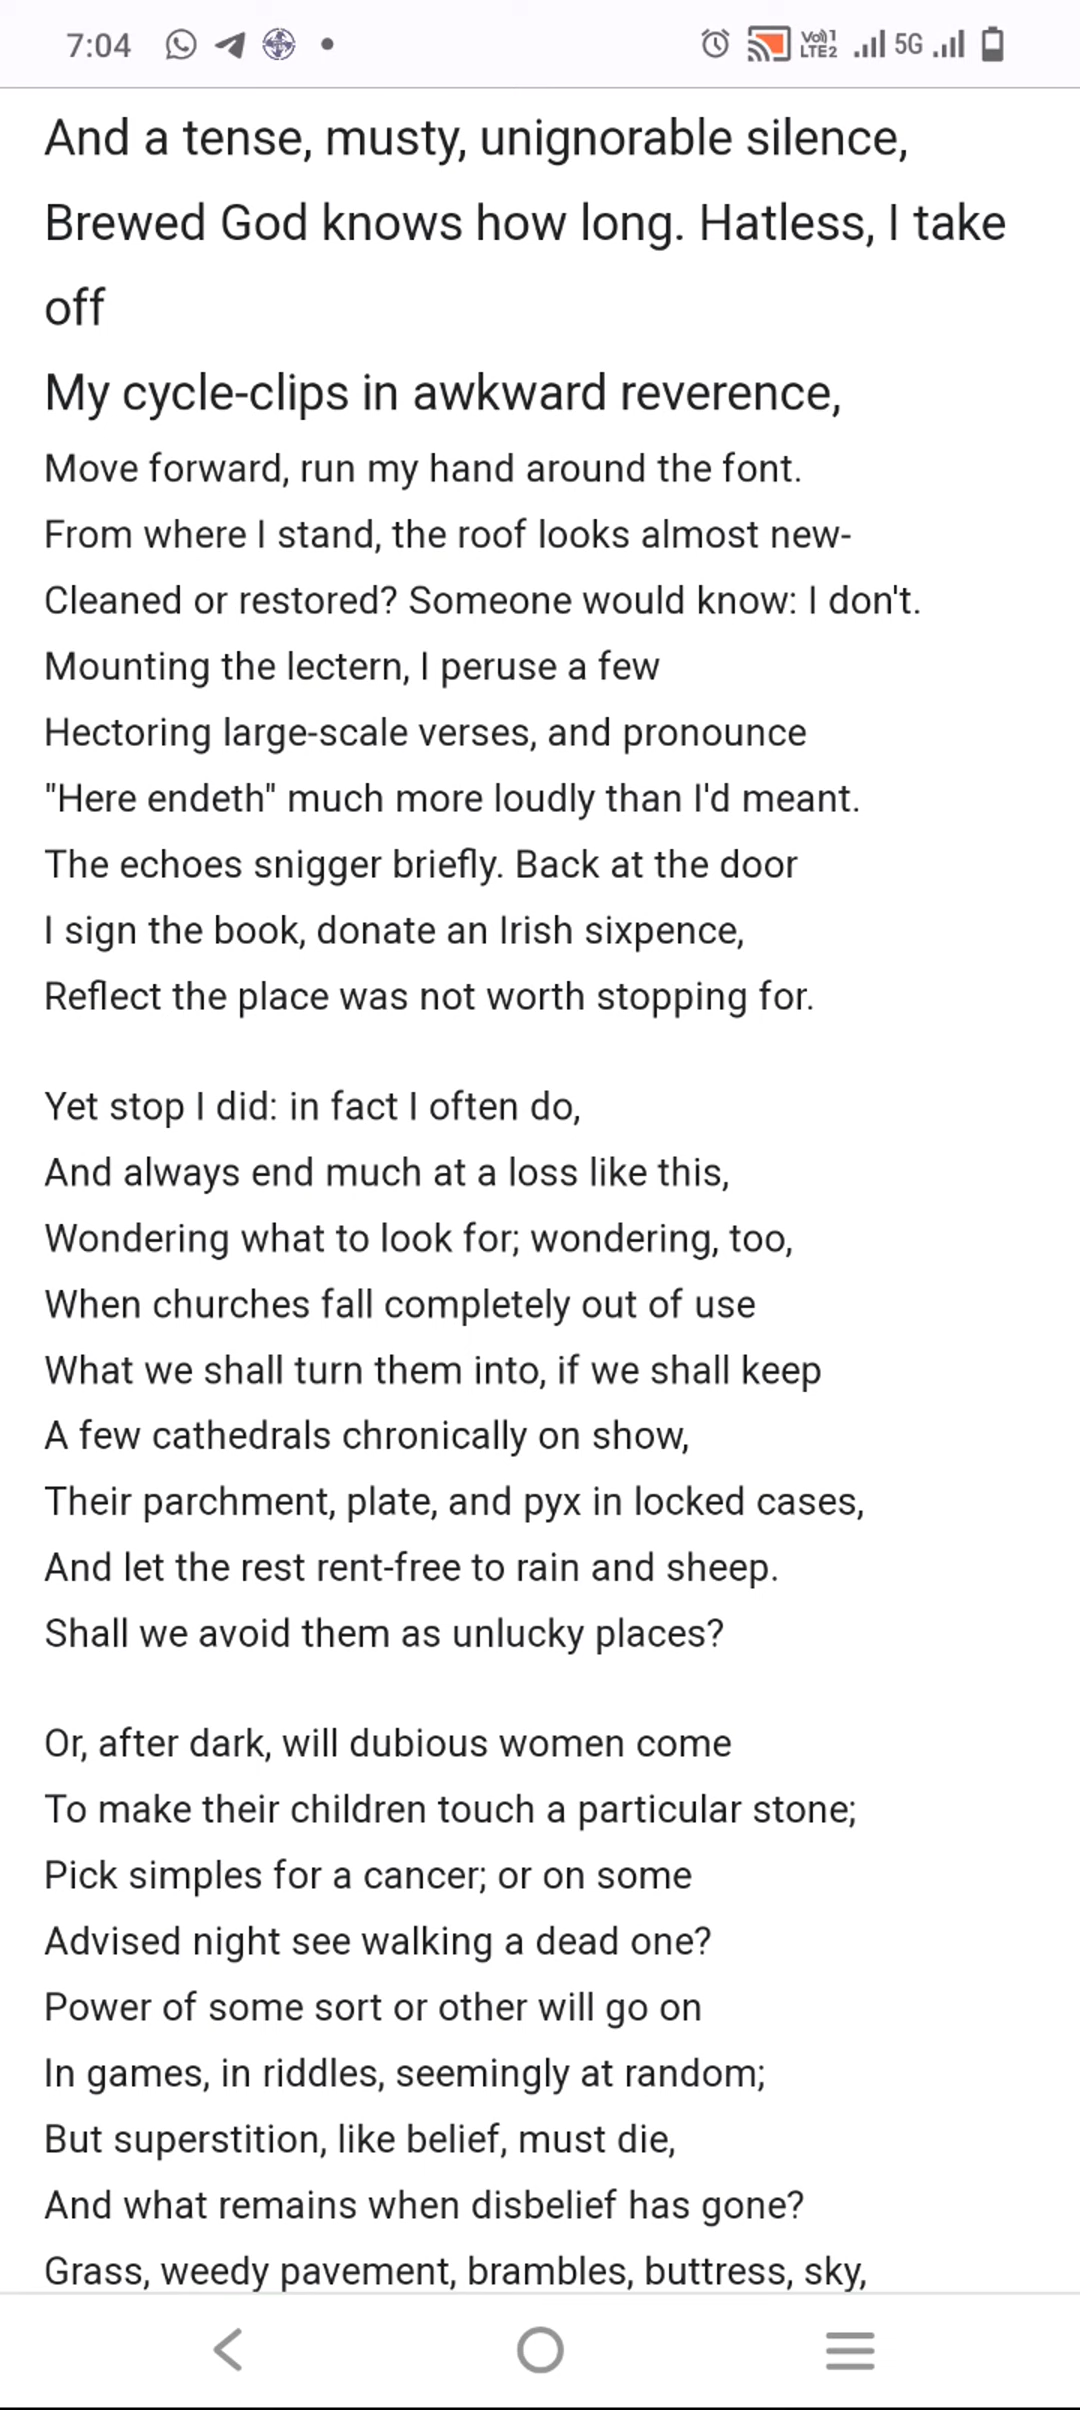 7:04
Vo)) 1
LTE2
5G
And a tense, musty, unignorable silence,
Brewed God knows how long. Hatless, I take
off
My cycle-clips in awkward reverence,
Move forward, run my hand around the font.
From where I stand, the roof looks almost new-
Cleaned or restored? Someone would know: I don't.
Mounting the lectern, I peruse a few
Hectoring large-scale verses, and pronounce
"Here endeth" much more loudly than I'd meant.
The echoes snigger briefly. Back at the door
I sign the book, donate an Irish sixpence,
Reflect the place was not worth stopping for.

Yet stop I did: in fact I often do,
And always end much at a loss like this,
Wondering what to look for; wondering, too,
When churches fall completely out of use
What we shall turn them into, if we shall keep
A few cathedrals chronically on show,
Their parchment, plate, and pyx in locked cases,
And let the rest rent-free to rain and sheep.
Shall we avoid them as unlucky places?

Or, after dark, will dubious women come
To make their children touch a particular stone;
Pick simples for a cancer; or on some
Advised night see walking a dead one?
Power of some sort or other will go on
In games, in riddles, seemingly at random;
But superstition, like belief, must die,
And what remains when disbelief has gone?
Grass, weedy pavement, brambles, buttress, sky,